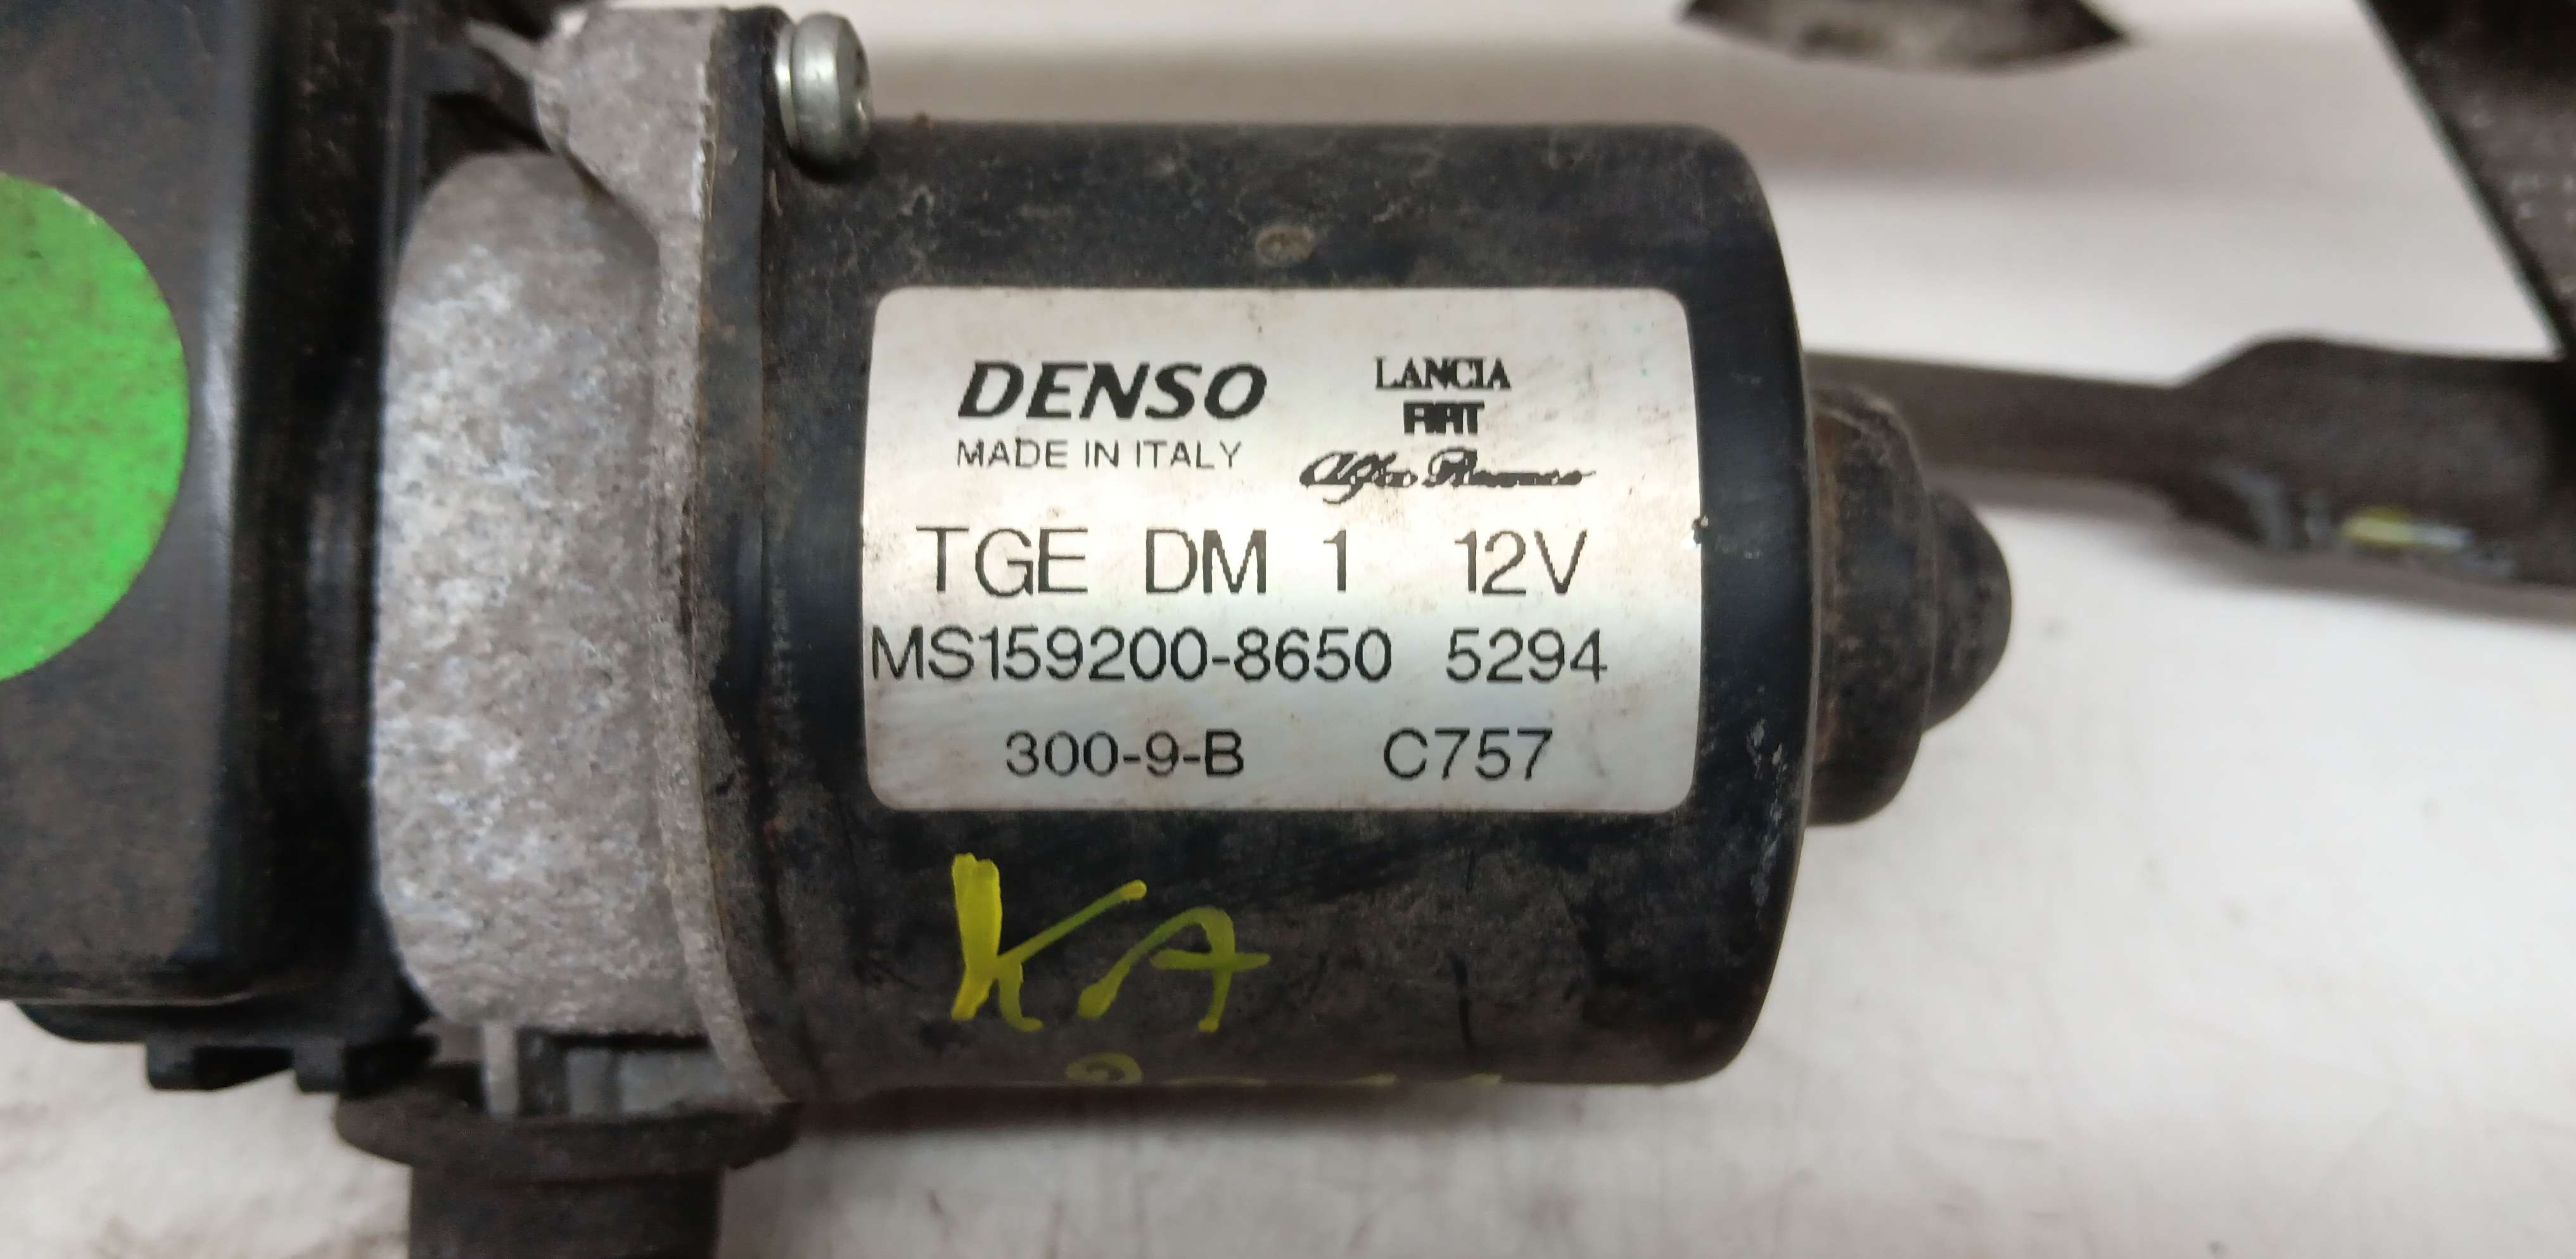 DENSO
MADE IN ITALY
LANCIA
FIAT
Alfa Romeo
TGE DM 1 12V
MS159200-8650 5294
300-9-B C757
KA